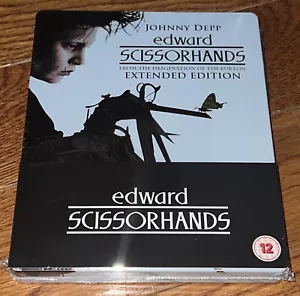 JOHNNY DEPP
edward
SCISSORHANDS
FROM THE IMAGINATION OF TIM BURTON
EXTENDED EDITION
edward
SCISSORHANDS
12